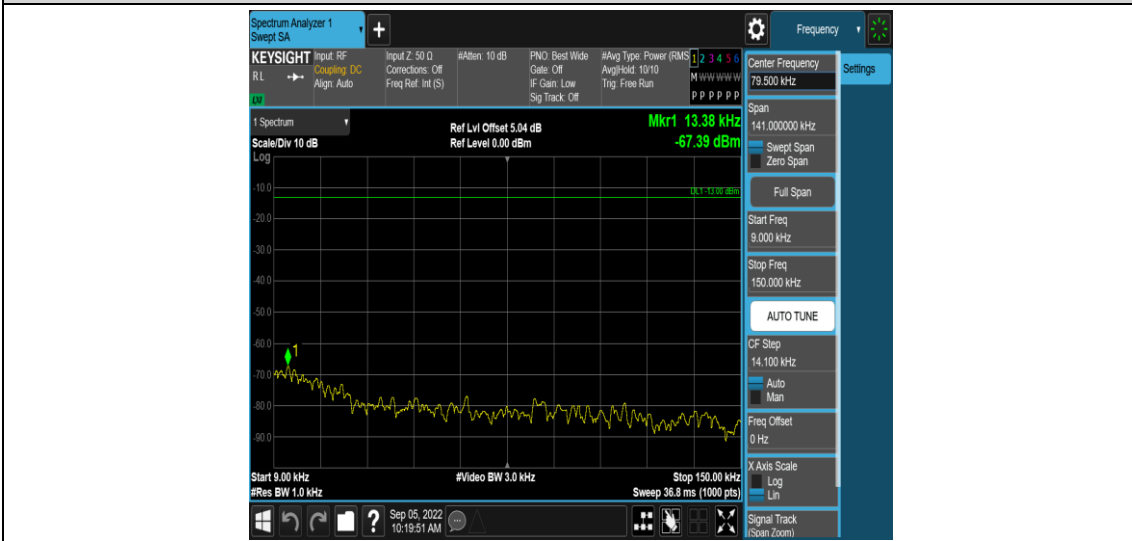 Spectrum Analyzer 1
Swept SA
+
Frequency
KEYSIGHT
RL
LXI
Input: RF
Coupling: DC
Align: Auto
Input Z: 50 Ω
Corrections: Off
Freq Ref: Int (S)
#Atten: 10 dB
PNO: Best Wide
Gate: Off
IF Gain: Low
Sig Track: Off
#Avg Type: Power (RMS
Avg|Hold: 10/10
Trig: Free Run
1 2 3 4 5 6
M W W W W W
P P P P P P
1 Spectrum
Scale/Div 10 dB
Log
Ref Lvl Offset 5.04 dB
Ref Level 0.00 dBm
Mkr1 13.38 kHz
-67.39 dBm
DL1 -13.00 dBm
-10.0
-20.0
-30.0
-40.0
-50.0
-60.0
-70.0
-80.0
-90.0
1
Start 9.00 kHz
#Res BW 1.0 kHz
#Video BW 3.0 kHz
Stop 150.00 kHz
Sweep 36.8 ms (1000 pts)
?
Sep 05, 2022
10:19:51 AM
Center Frequency
79.500 kHz
Span
141.000000 kHz
Swept Span
Zero Span
Full Span
Start Freq
9.000 kHz
Stop Freq
150.000 kHz
AUTO TUNE
CF Step
14.100 kHz
Auto
Man
Freq Offset
0 Hz
X Axis Scale
Log
Lin
Signal Track
(Span Zoom)
Settings